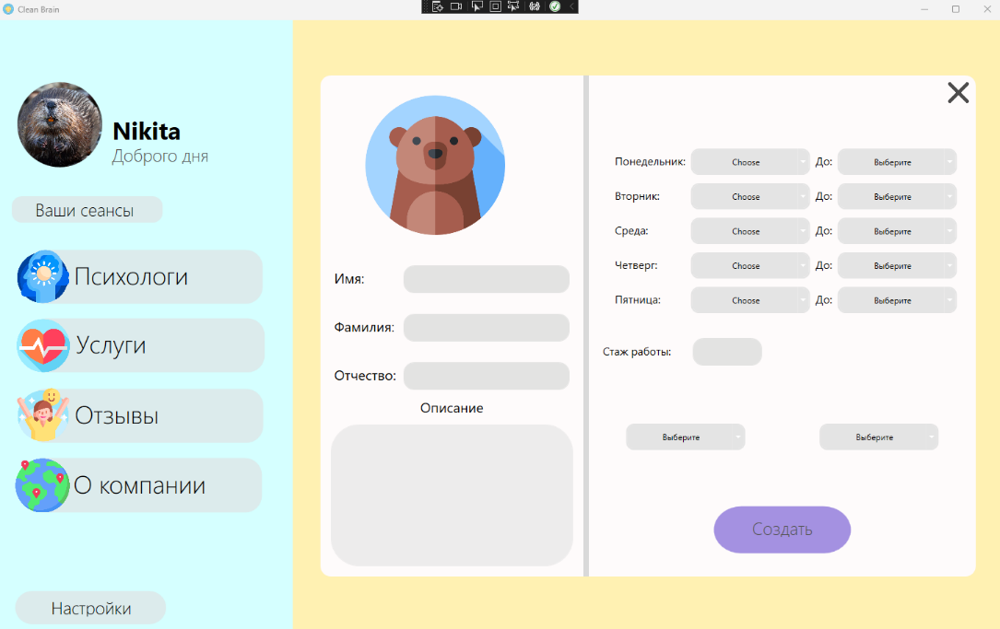 Clean Brain
Nikita
Доброго дня
Ваши сеансы
Психологи
Услуги
Отзывы
О компании
Настройки
Имя:
Фамилия:
Отчество:
Описание
Понедельник: Choose До: Выберите
Вторник: Choose До: Выберите
Среда: Choose До: Выберите
Четверг: Choose До: Выберите
Пятница: Choose До: Выберите
Стаж работы:
Выберите Выберите
Создать